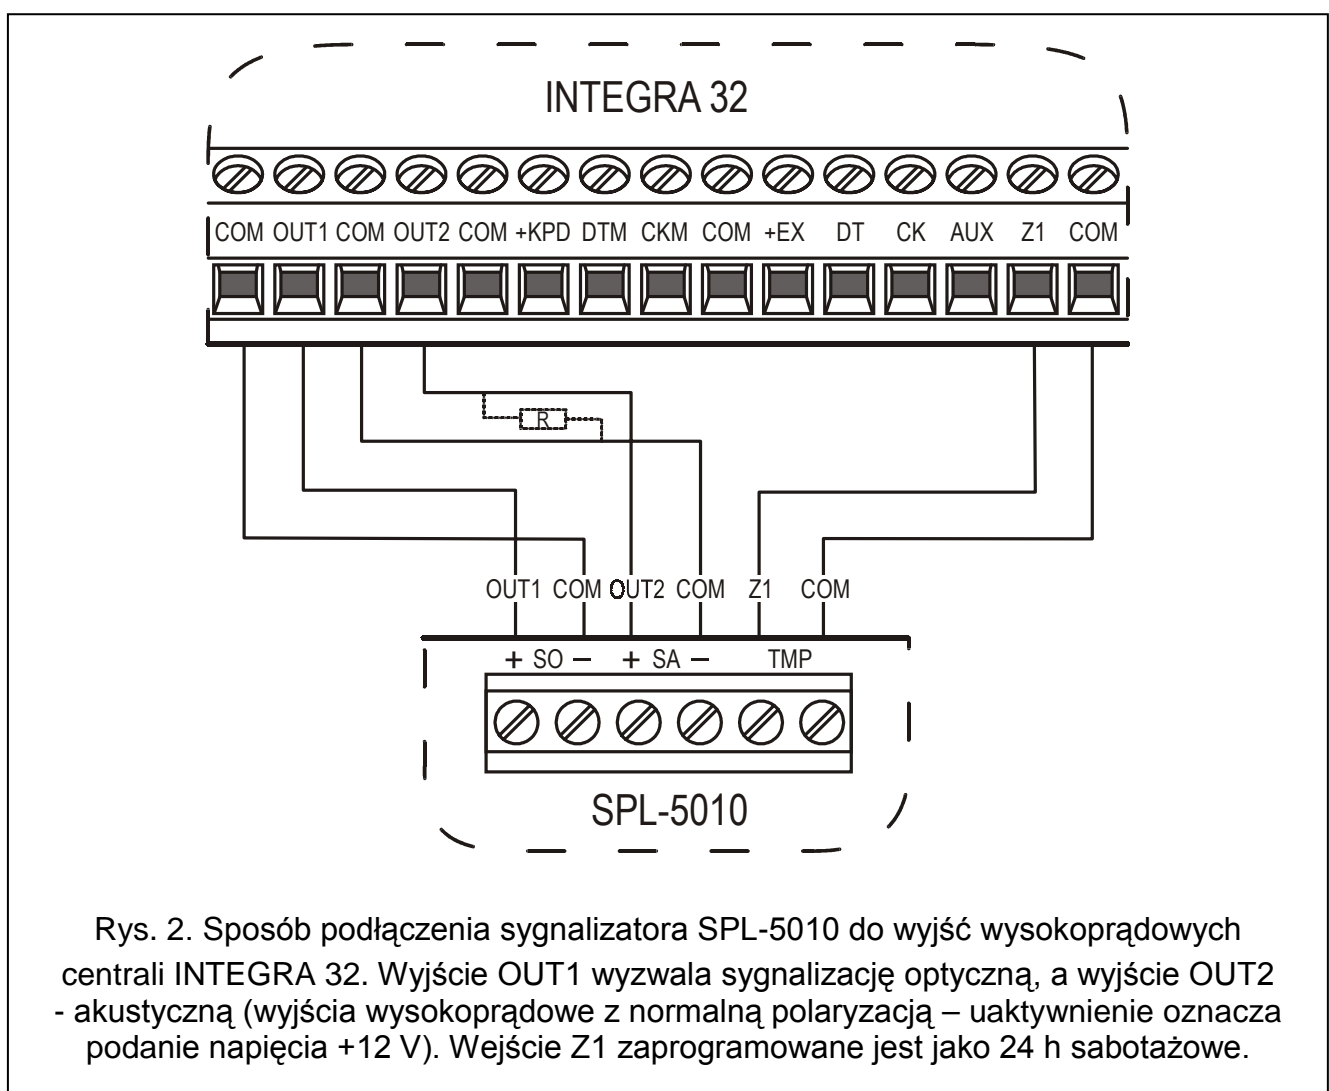 INTEGRA 32
COM OUT1 COM OUT2 COM +KPD DTM CKM COM +EX DT CK AUX Z1 COM
R
OUT1 COM OUT2 COM Z1 COM
+ SO − + SA − TMP
SPL-5010
Rys. 2. Sposób podłączenia sygnalizatora SPL-5010 do wyjść wysokoprądowych
centrali INTEGRA 32. Wyjście OUT1 wyzwala sygnalizację optyczną, a wyjście OUT2
- akustyczną (wyjścia wysokoprądowe z normalną polaryzacją – uaktywnienie oznacza
podanie napięcia +12 V). Wejście Z1 zaprogramowane jest jako 24 h sabotażowe.